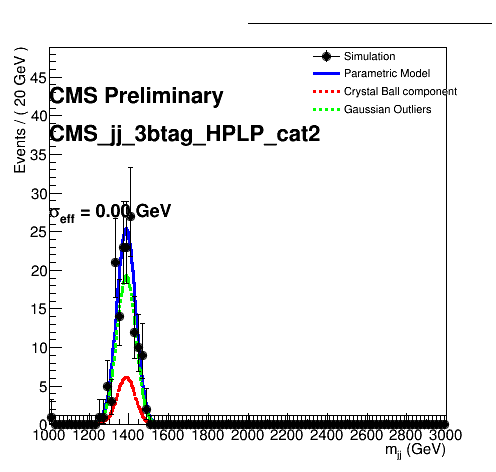 Simulation
Parametric Model
Crystal Ball component
Gaussian Outliers
CMS Preliminary
CMS_jj_3btag_HPLP_cat2
σeff = 0.00 GeV
Events / ( 20 GeV )
45
40
35
30
25
20
15
10
5
0
1000 1200 1400 1600 1800 2000 2200 2400 2600 2800 3000
mjj (GeV)